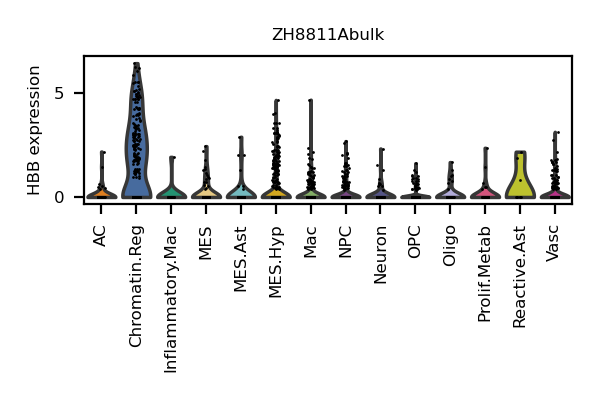 ZH8811Abulk
HBB expression
5
0
AC
Chromatin.Reg
Inflammatory.Mac
MES
MES.Ast
MES.Hyp
Mac
NPC
Neuron
OPC
Oligo
Prolif.Metab
Reactive.Ast
Vasc